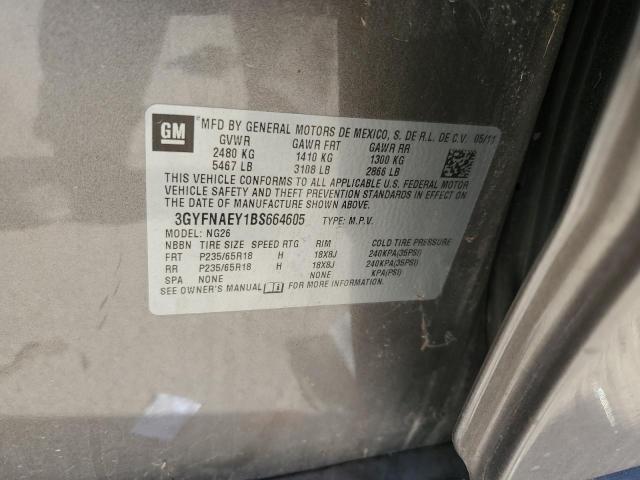 GM ® MFD BY GENERAL MOTORS DE MEXICO, S. DE R.L. DE C.V. 05/11
GVWR GAWR FRT GAWR RR
2480 KG 1410 KG 1300 KG
5467 LB 3108 LB 2866 LB
THIS VEHICLE CONFORMS TO ALL APPLICABLE U.S. FEDERAL MOTOR
VEHICLE SAFETY AND THEFT PREVENTION STANDARDS IN EFFECT ON
THE DATE OF MANUFACTURE SHOWN ABOVE.
3GYFNAEY1BS664605 TYPE: M.P.V.
MODEL: NG26
NBBN TIRE SIZE SPEED RTG RIM COLD TIRE PRESSURE
FRT P235/65R18 H 18X8J 240KPA(35PSI)
RR P235/65R18 H 18X8J 240KPA(35PSI)
SPA NONE NONE KPA(PSI)
SEE OWNER'S MANUAL FOR MORE INFORMATION.